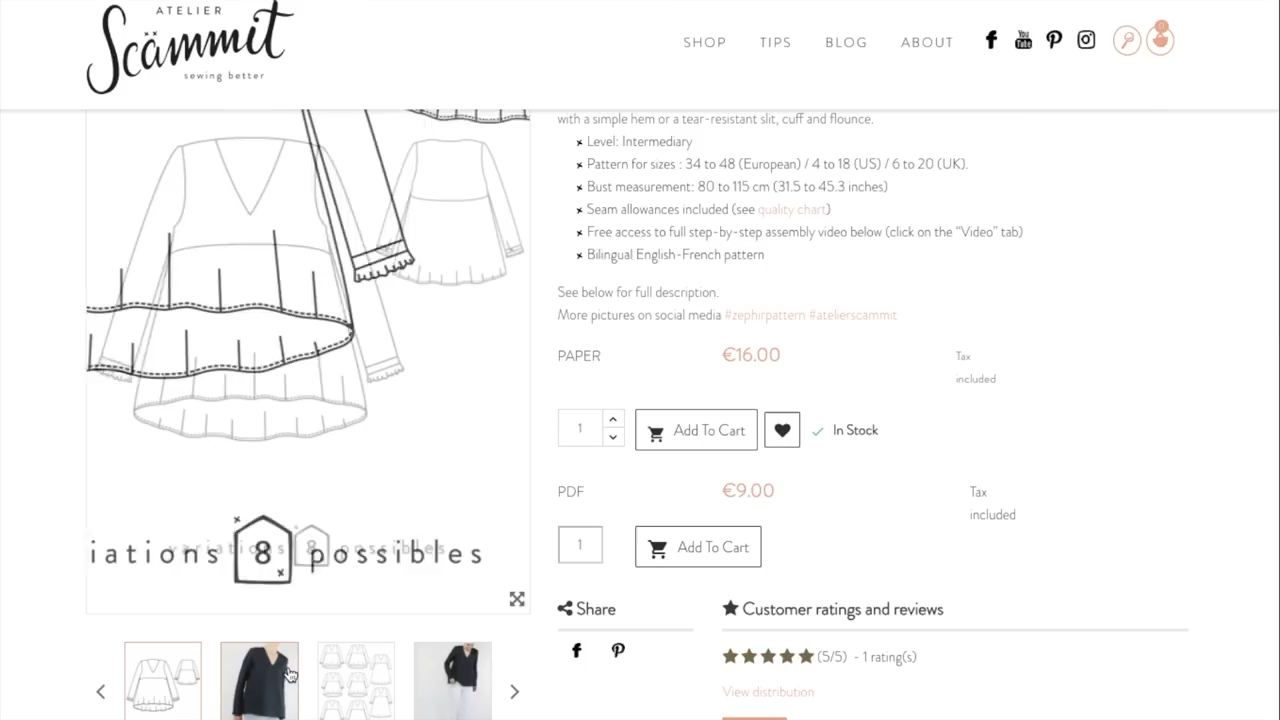 ATELIER
Scämmit
sewing better
SHOP
TIPS
BLOG
ABOUT
You
Tube
0
with a simple hem or a tear-resistant slit, cuff and flounce.
Level: Intermediary
Pattern for sizes : 34 to 48 (European) / 4 to 18 (US) / 6 to 20 (UK).
Bust measurement: 80 to 115 cm (31.5 to 45.3 inches)
Seam allowances included (see quality chart)
Free access to full step-by-step assembly video below (click on the “Video” tab)
Bilingual English-French pattern
See below for full description.
More pictures on social media #zephirpattern #atelierscammit
PAPER
€16.00
Tax
included
1
Add To Cart
In Stock
PDF
€9.00
Tax
included
1
Add To Cart
iations 8 possibles
variations 8 possibles
Share
Customer ratings and reviews
(5/5) - 1 rating(s)
View distribution